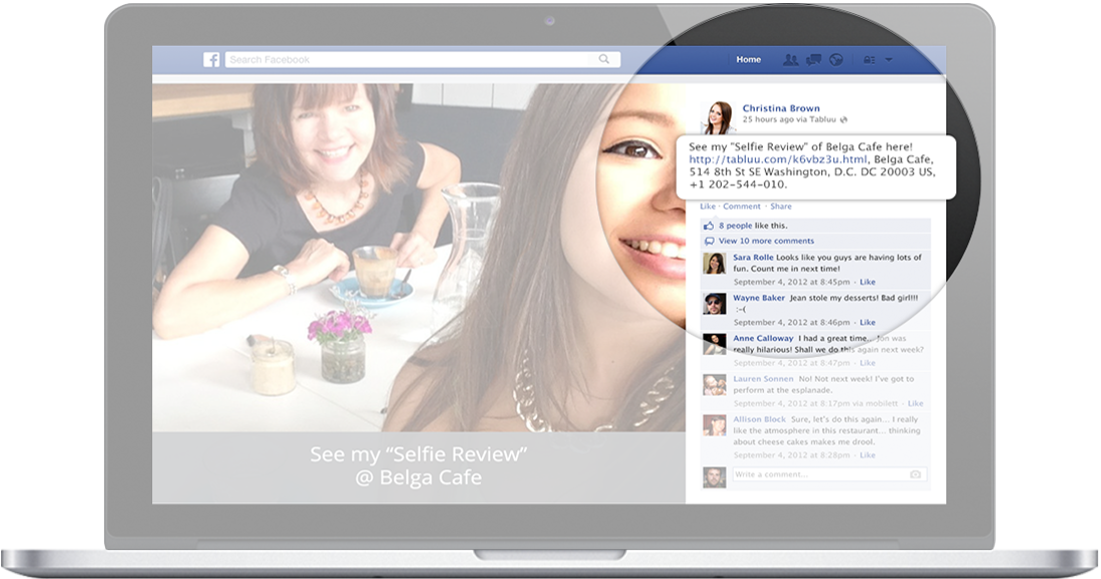 f Search Facebook
Home
Christina Brown
25 hours ago via Tabluu
See my "Selfie Review" of Belga Cafe here!
http://tabluu.com/k6vbz3u.html, Belga Cafe,
514 8th St SE Washington, D.C. DC 20003 US,
+1 202-544-010.
Like · Comment · Share
8 people like this.
View 10 more comments
Sara Rolle Looks like you guys are having lots of
fun. Count me in next time!
September 4, 2012 at 8:45pm · Like
Wayne Baker Jean stole my desserts! Bad girl!!!!
:-(
September 4, 2012 at 8:46pm · Like
Anne Calloway I had a great time.. Jon was
really hilarious! Shall we do this again next week?
September 4, 2012 at 8:47pm · Like
Lauren Sonnen No! Not next week! I've got to
perform at the esplanade.
September 4, 2012 at 8:17pm via mobilett · Like
Allison Block Sure, let's do this again... I really
like the atmosphere in this restaurant... thinking
about cheese cakes makes me drool.
September 4, 2012 at 8:28pm · Like
Write a comment...
See my “Selfie Review”
@ Belga Cafe